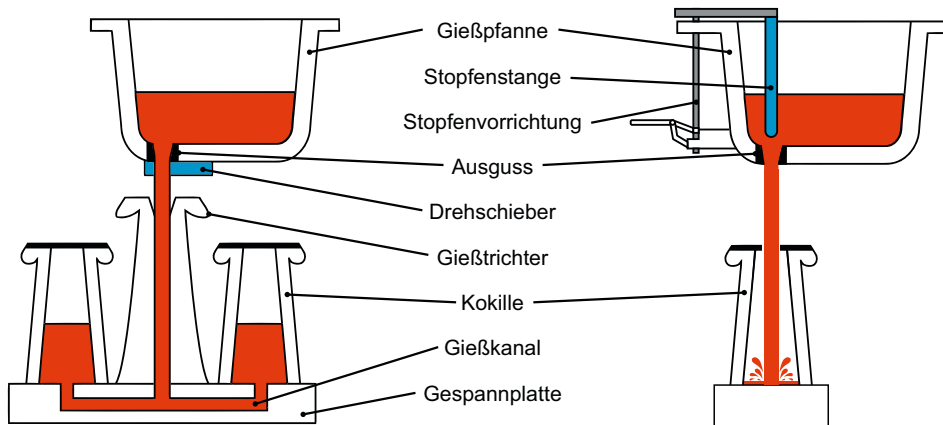 Gießpfanne
Stopfenstange
Stopfenvorrichtung
Ausguss
Drehschieber
Gießtrichter
Kokille
Gießkanal
Gespannplatte